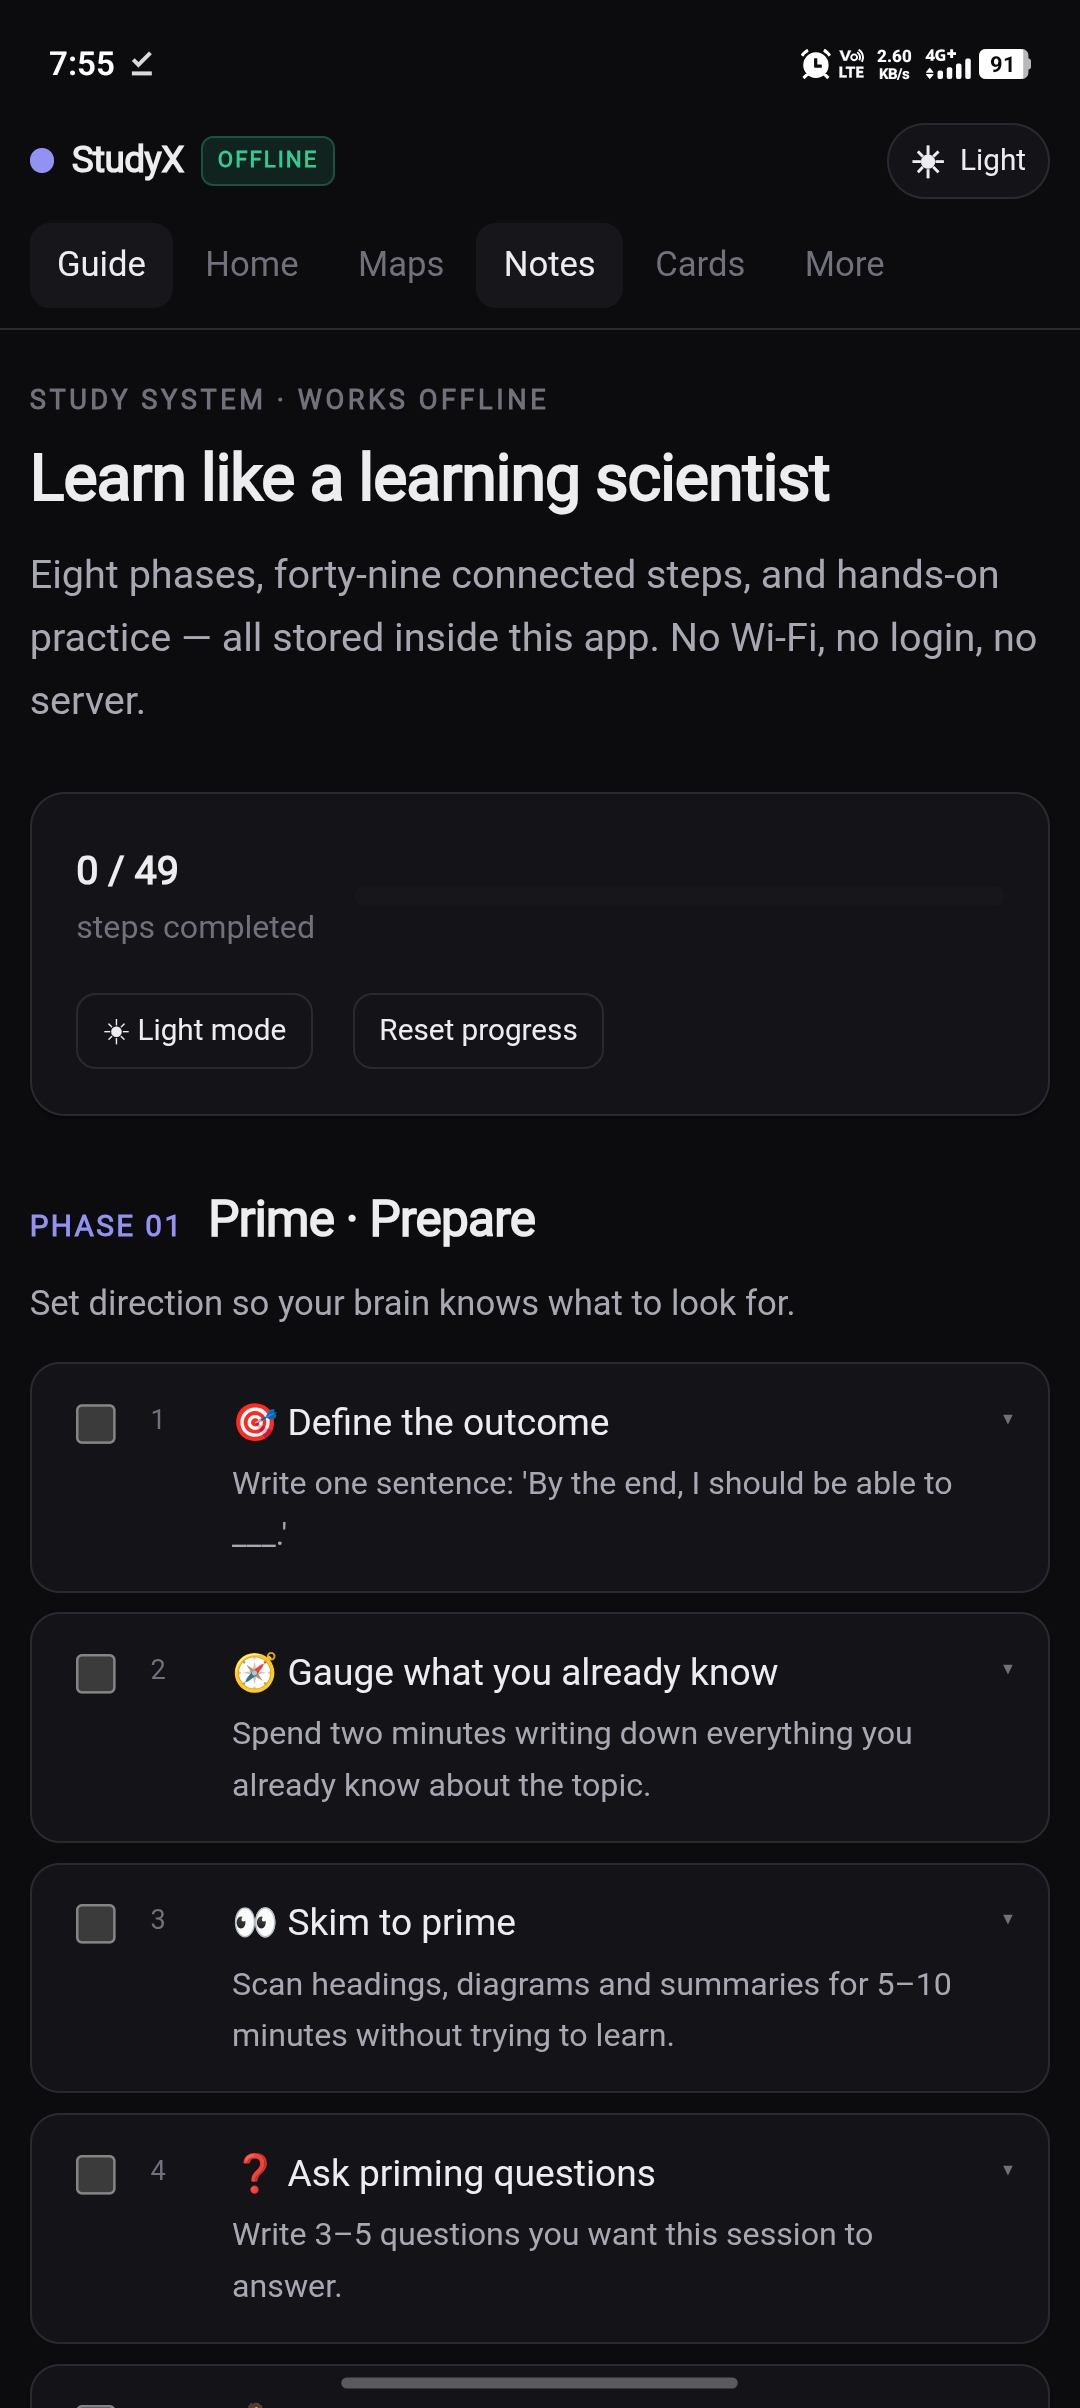 7:55
Vo)) LTE 2.60 KB/s 4G+ 91
StudyX OFFLINE Light
Guide Home Maps Notes Cards More
STUDY SYSTEM · WORKS OFFLINE
Learn like a learning scientist
Eight phases, forty-nine connected steps, and hands-on
practice — all stored inside this app. No Wi-Fi, no login, no
server.
0 / 49
steps completed
☀ Light mode Reset progress
PHASE 01 Prime · Prepare
Set direction so your brain knows what to look for.
1 🎯 Define the outcome
Write one sentence: 'By the end, I should be able to
___.'
2 🧭 Gauge what you already know
Spend two minutes writing down everything you
already know about the topic.
3 👀 Skim to prime
Scan headings, diagrams and summaries for 5–10
minutes without trying to learn.
4 ❓ Ask priming questions
Write 3–5 questions you want this session to
answer.